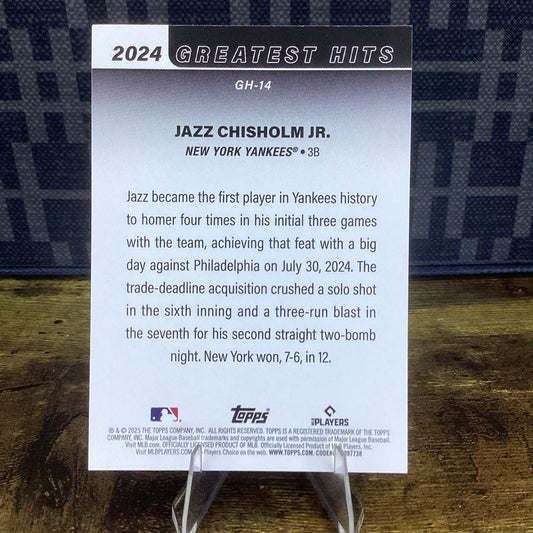 2024 GREATEST HITS
GH-14
JAZZ CHISHOLM JR.
NEW YORK YANKEES® • 3B
Jazz became the first player in Yankees history
to homer four times in his initial three games
with the team, achieving that feat with a big
day against Philadelphia on July 30, 2024. The
trade-deadline acquisition crushed a solo shot
in the sixth inning and a three-run blast in
the seventh for his second straight two-bomb
night. New York won, 7-6, in 12.
topps
PLAYERS
® & © 2025 THE TOPPS COMPANY, INC. ALL RIGHTS RESERVED. TOPPS IS A REGISTERED TRADEMARK OF THE TOPPS
COMPANY, INC. Major League Baseball trademarks and copyrights are used with permission of Major League Baseball.
Visit MLB.com. OFFICIALLY LICENSED PRODUCT OF MLB Players, Inc.
Visit MLBPLAYERS.COM Players Choice on the web. WWW.TOPPS.COM.